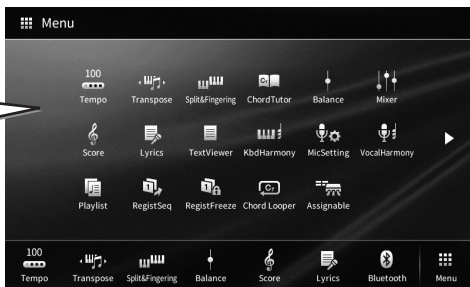 Menu
100
Tempo Transpose Split&Fingering ChordTutor Balance Mixer
Score Lyrics TextViewer KbdHarmony MicSetting VocalHarmony
Playlist RegistSeq RegistFreeze Chord Looper Assignable
100
Tempo Transpose Split&Fingering Balance Score Lyrics Bluetooth Menu